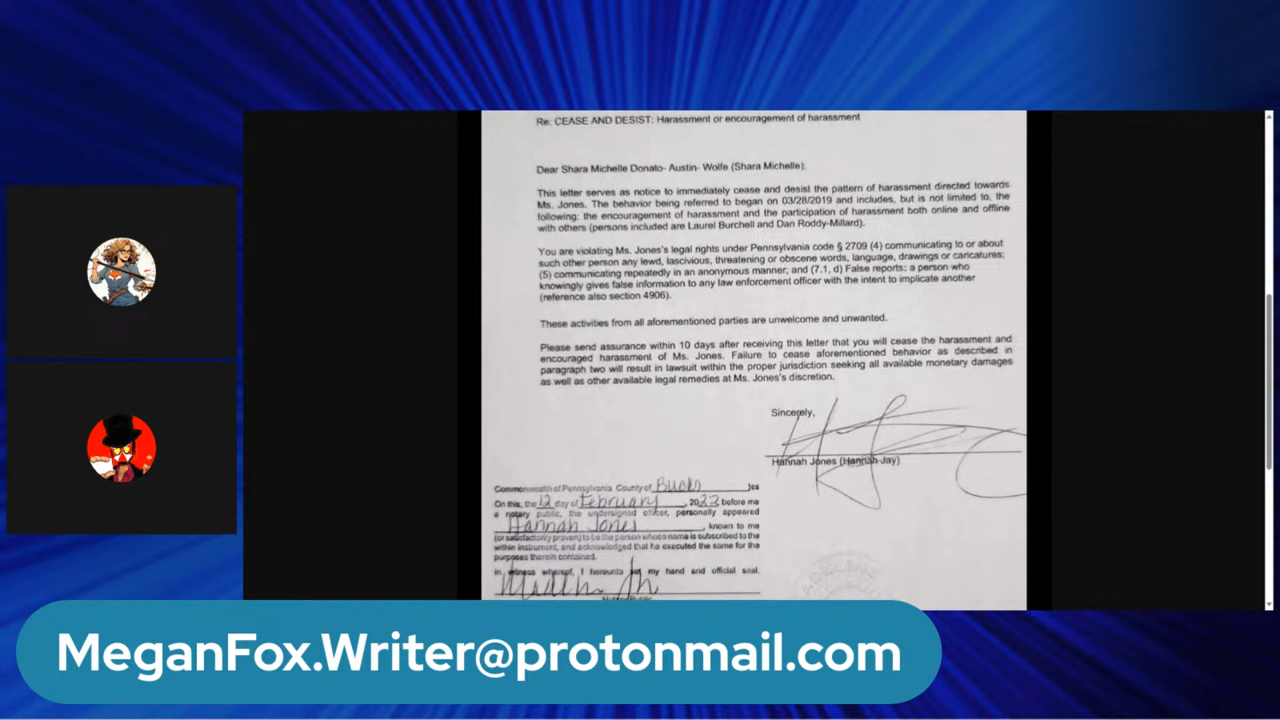 Re: CEASE AND DESIST: Harassment or encouragement of harassment
Dear Shara Michelle Donato- Austin- Wolfe (Shara Michelle):
This letter serves as notice to immediately cease and desist the pattern of harassment directed towards
Ms. Jones. The behavior being referred to began on 03/28/2019 and includes, but is not limited to, the
following: the encouragement of harassment and the participation of harassment both online and offline
with others (persons included are Laurel Burchell and Dan Roddy-Millard).
You are violating Ms. Jones's legal rights under Pennsylvania code § 2709 (4) communicating to or about
such other person any lewd, lascivious, threatening or obscene words, language, drawings or caricatures;
(5) communicating repeatedly in an anonymous manner; and (7.1, d) False reports: a person who
knowingly gives false information to any law enforcement officer with the intent to implicate another
(reference also section 4906).
These activities from all aforementioned parties are unwelcome and unwanted.
Please send assurance within 10 days after receiving this letter that you will cease the harassment and
encouraged harassment of Ms. Jones. Failure to cease aforementioned behavior as described in
paragraph two will result in lawsuit within the proper jurisdiction seeking all available monetary damages
as well as other available legal remedies at Ms. Jones's discretion.
Sincerely,
Hannah Jones (Hannah Jay)
Commonwealth of Pennsylvania County of Bucks )ss
On this, the 12 day of February, 2022 before me
a notary public, the undersigned officer, personally appeared
Hannah Jones, known to me
(or satisfactorily proven) to be the person whose name is subscribed to the
within instrument, and acknowledged that he executed the same for the
purposes therein contained.
In witness whereof, I hereunto set my hand and official seal.
MeganFox.Writer@protonmail.com